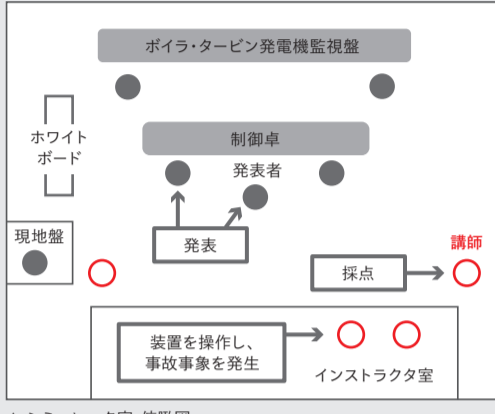 ボイラ・タービン発電機監視盤
ホワイト
ボード
制御卓
発表者
現地盤
発表
講師
採点
装置を操作し、
事故事象を発生
インストラクタ室